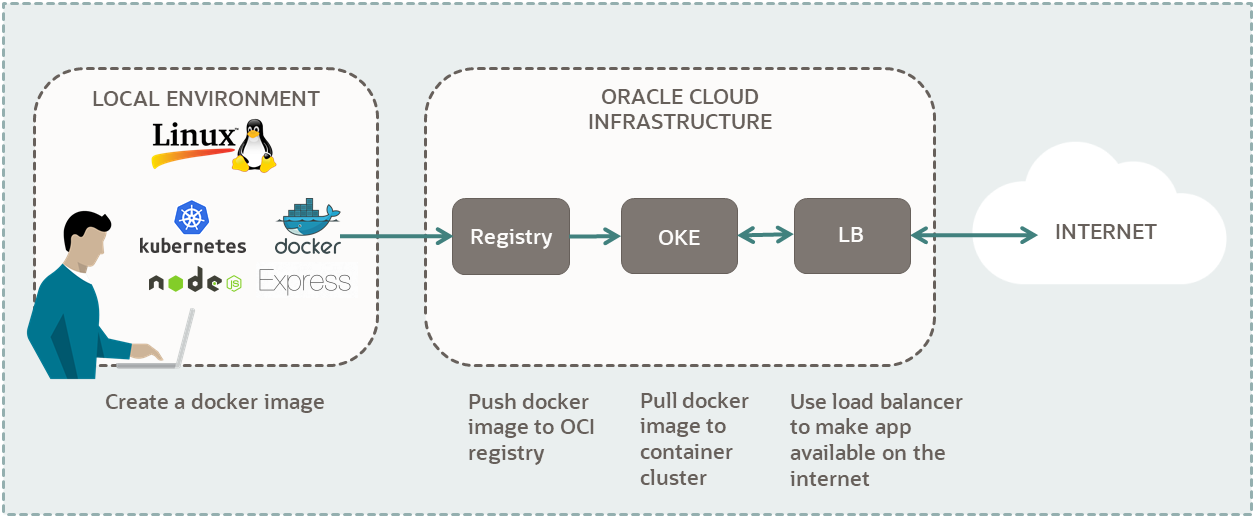 LOCAL ENVIRONMENT
Linux™
kubernetes
docker
node
JS
Express
Create a docker image
ORACLE CLOUD
INFRASTRUCTURE
Registry
OKE
LB
INTERNET
Push docker
image to OCI
registry
Pull docker
image to
container
cluster
Use load balancer
to make app
available on the
internet